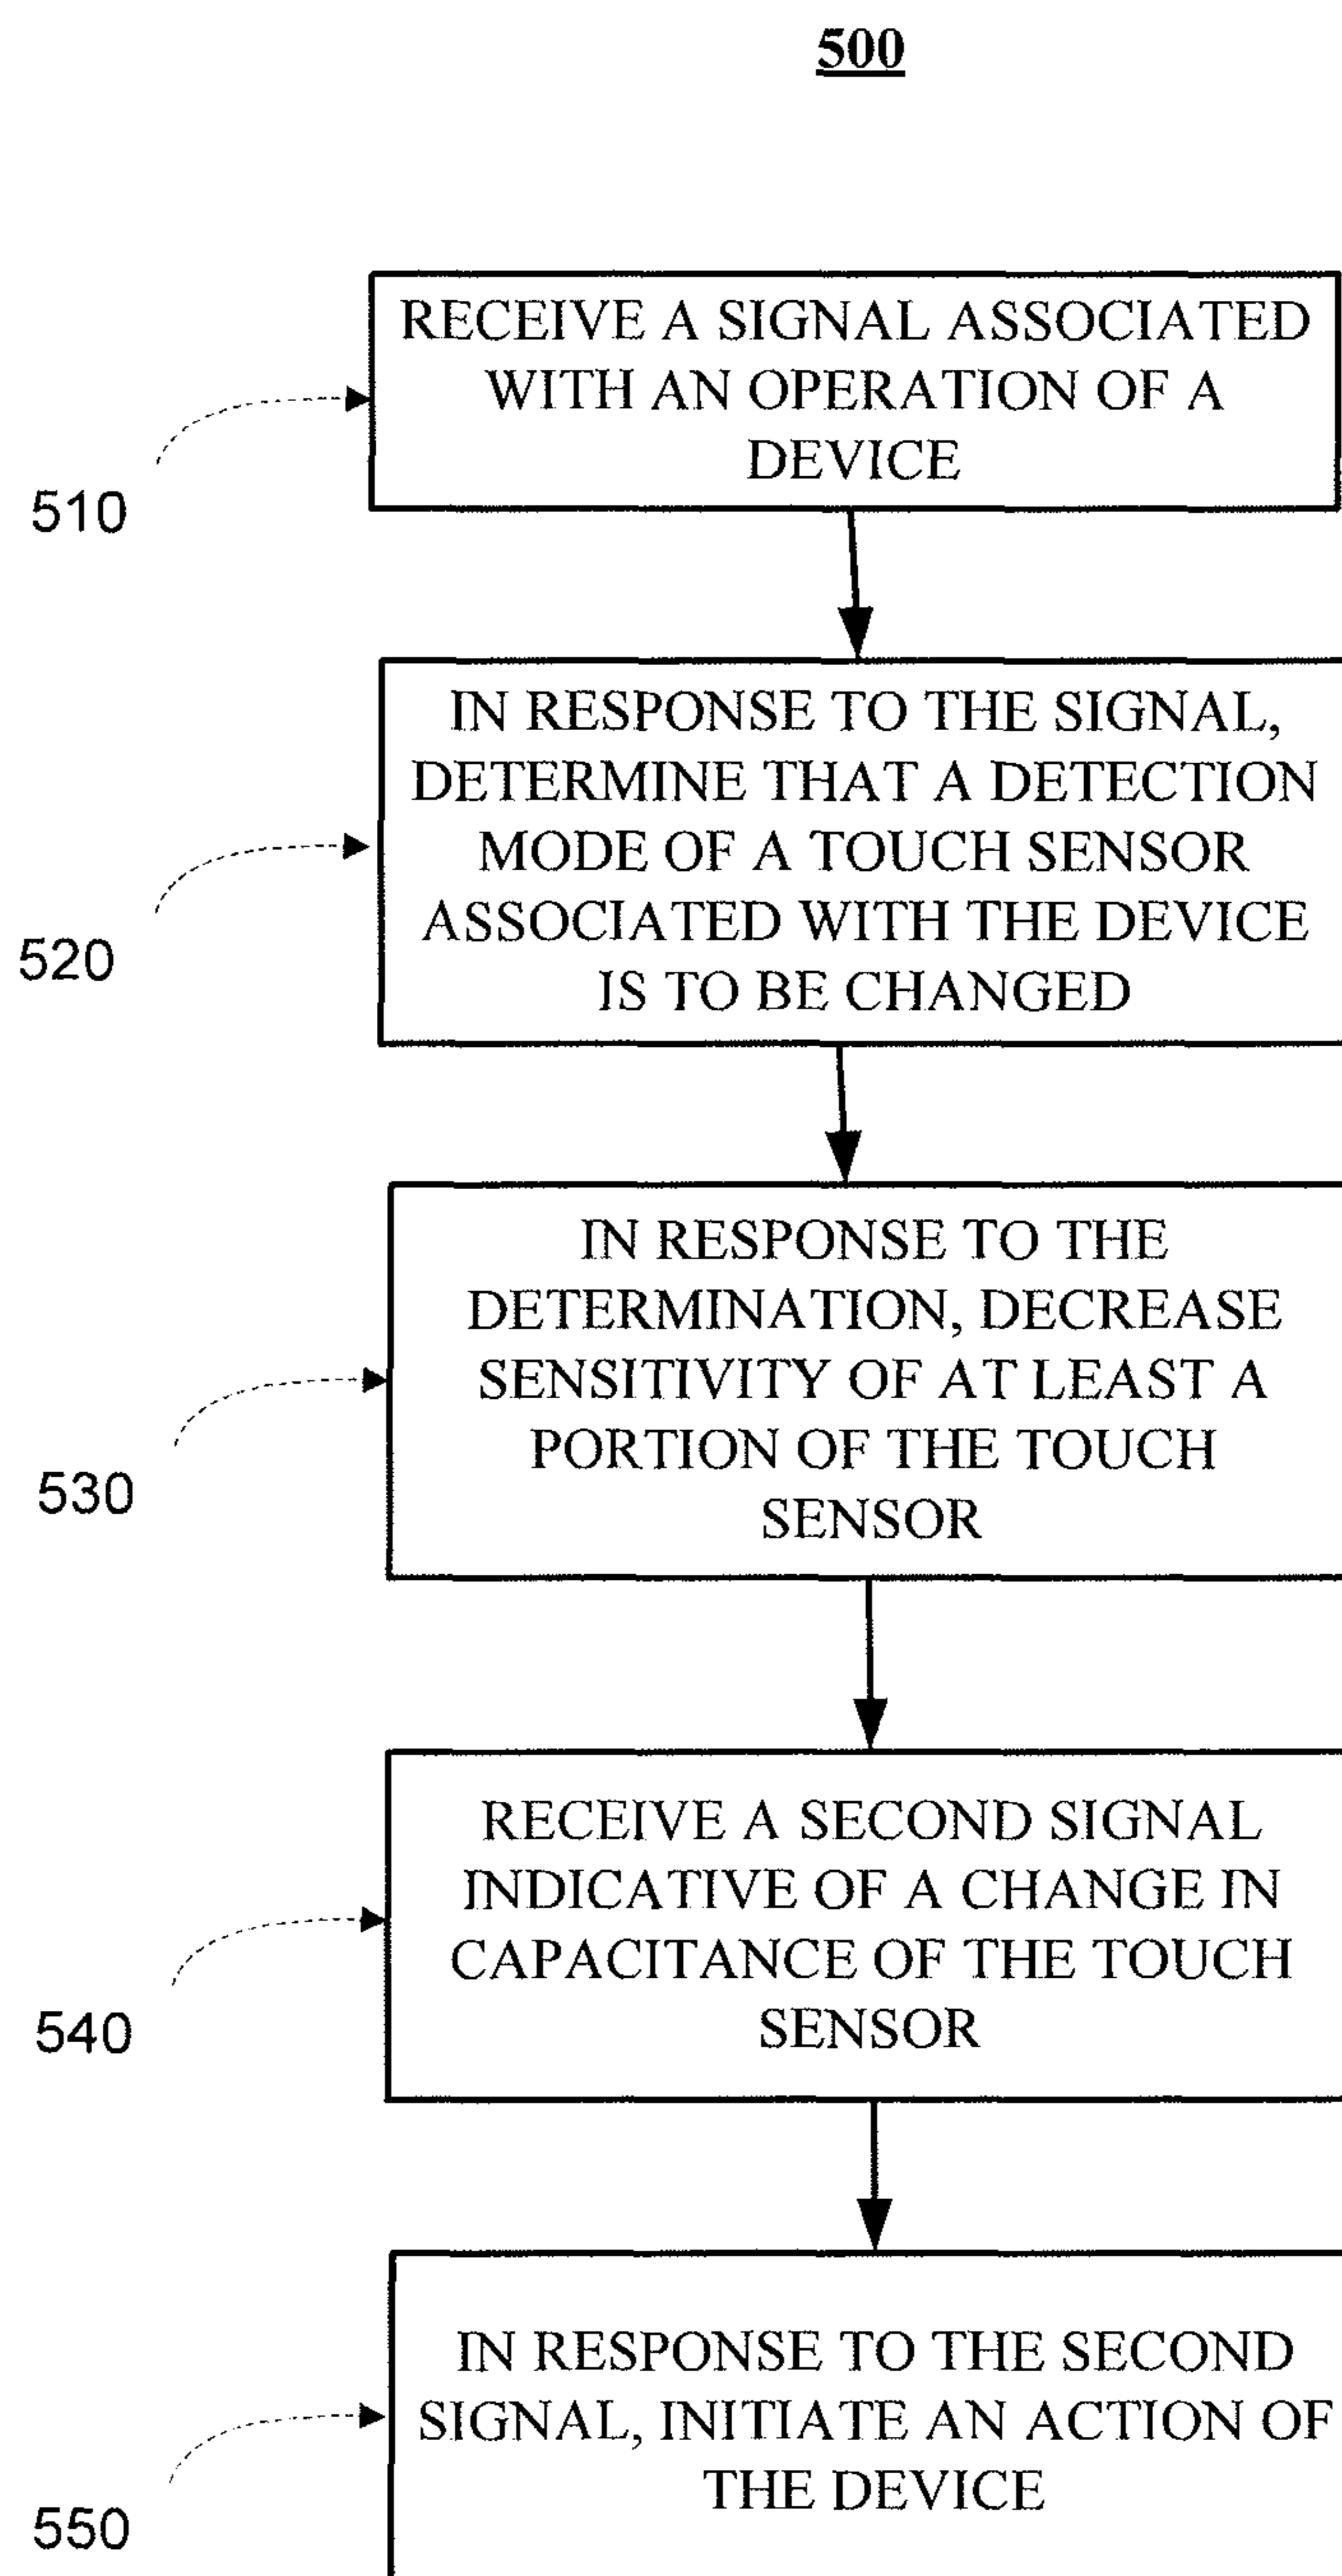 500
RECEIVE A SIGNAL ASSOCIATED
WITH AN OPERATION OF A
DEVICE
510
IN RESPONSE TO THE SIGNAL,
DETERMINE THAT A DETECTION
MODE OF A TOUCH SENSOR
ASSOCIATED WITH THE DEVICE
IS TO BE CHANGED
520
IN RESPONSE TO THE
DETERMINATION, DECREASE
SENSITIVITY OF AT LEAST A
PORTION OF THE TOUCH
SENSOR
530
RECEIVE A SECOND SIGNAL
INDICATIVE OF A CHANGE IN
CAPACITANCE OF THE TOUCH
SENSOR
540
IN RESPONSE TO THE SECOND
SIGNAL, INITIATE AN ACTION OF
THE DEVICE
550